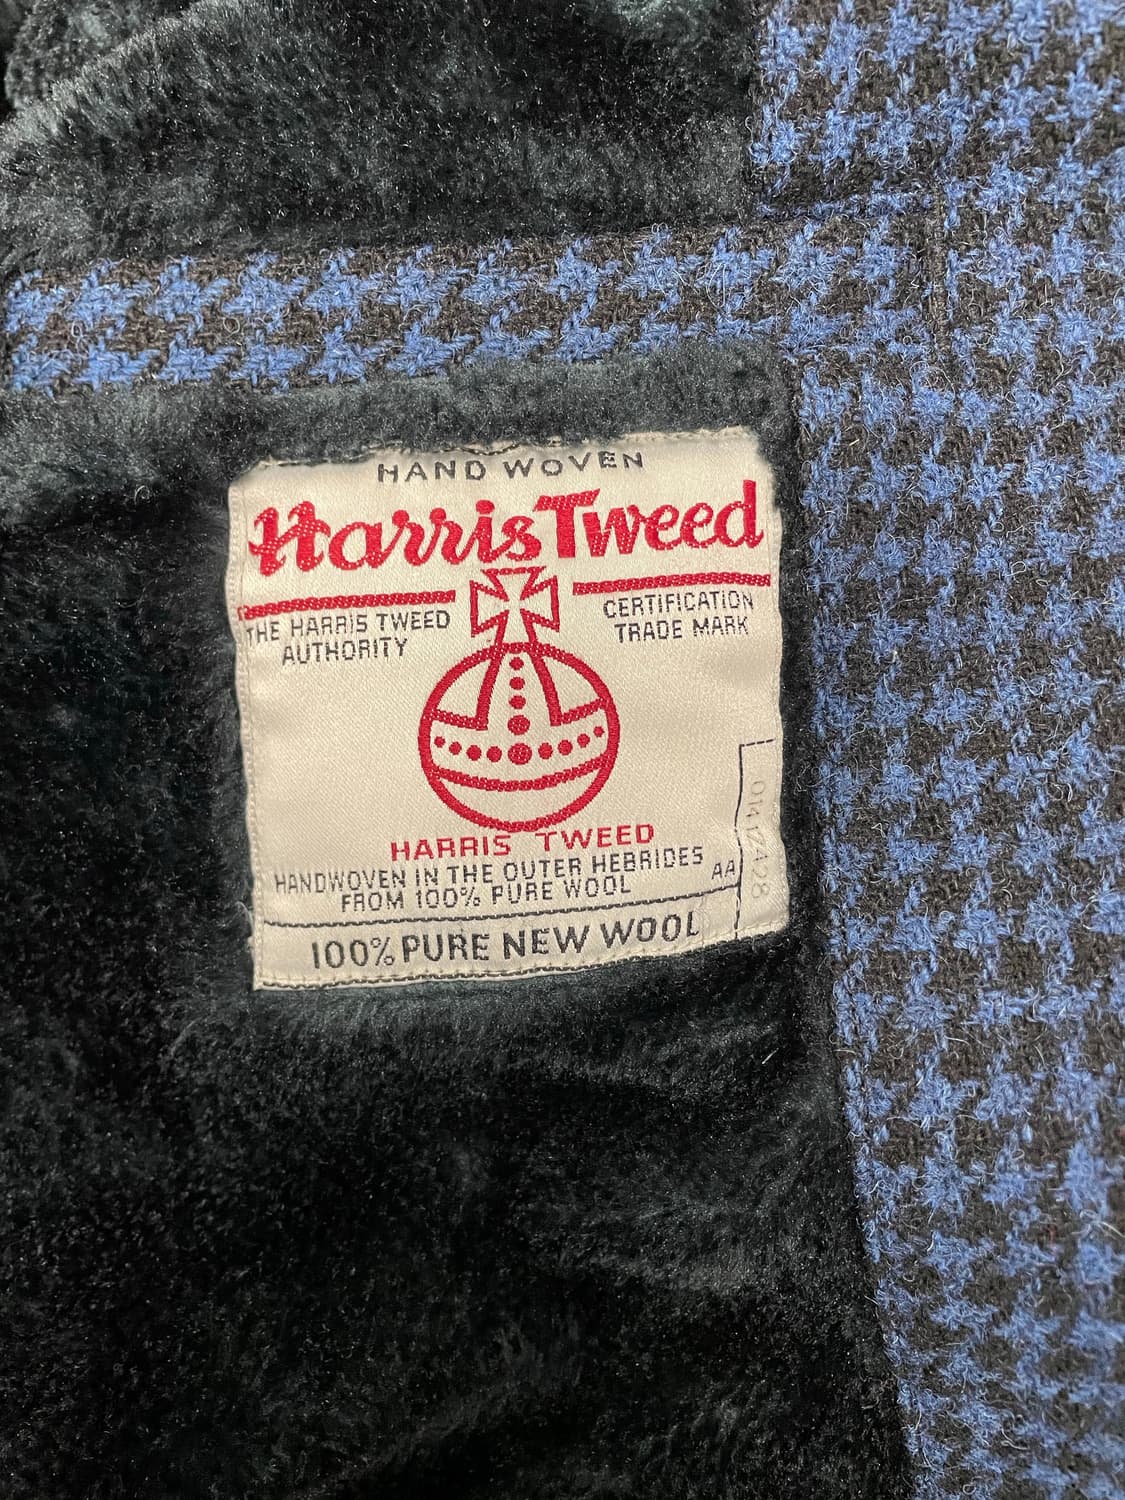 HAND WOVEN
Harris Tweed
THE HARRIS TWEED
AUTHORITY
CERTIFICATION
TRADE MARK
HARRIS TWEED
HANDWOVEN IN THE OUTER HEBRIDES
FROM 100% PURE WOOL
AA
100% PURE NEW WOOL